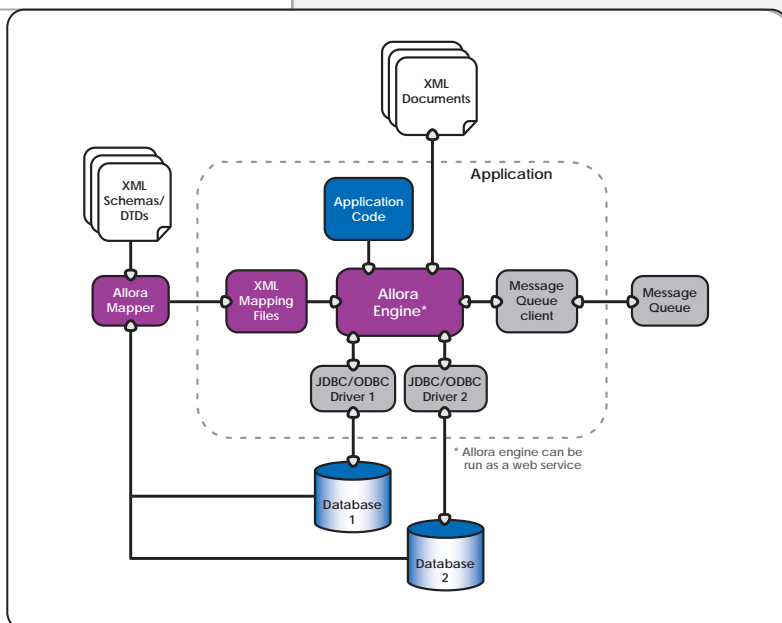 XML
Documents
XML
Schemas/
DTDs
Application
Application
Code
Allora
Mapper
XML
Mapping
Files
Allora
Engine*
Message
Queue
client
Message
Queue
JDBC/ODBC
Driver 1
JDBC/ODBC
Driver 2
* Allora engine can be
run as a web service
Database
1
Database
2